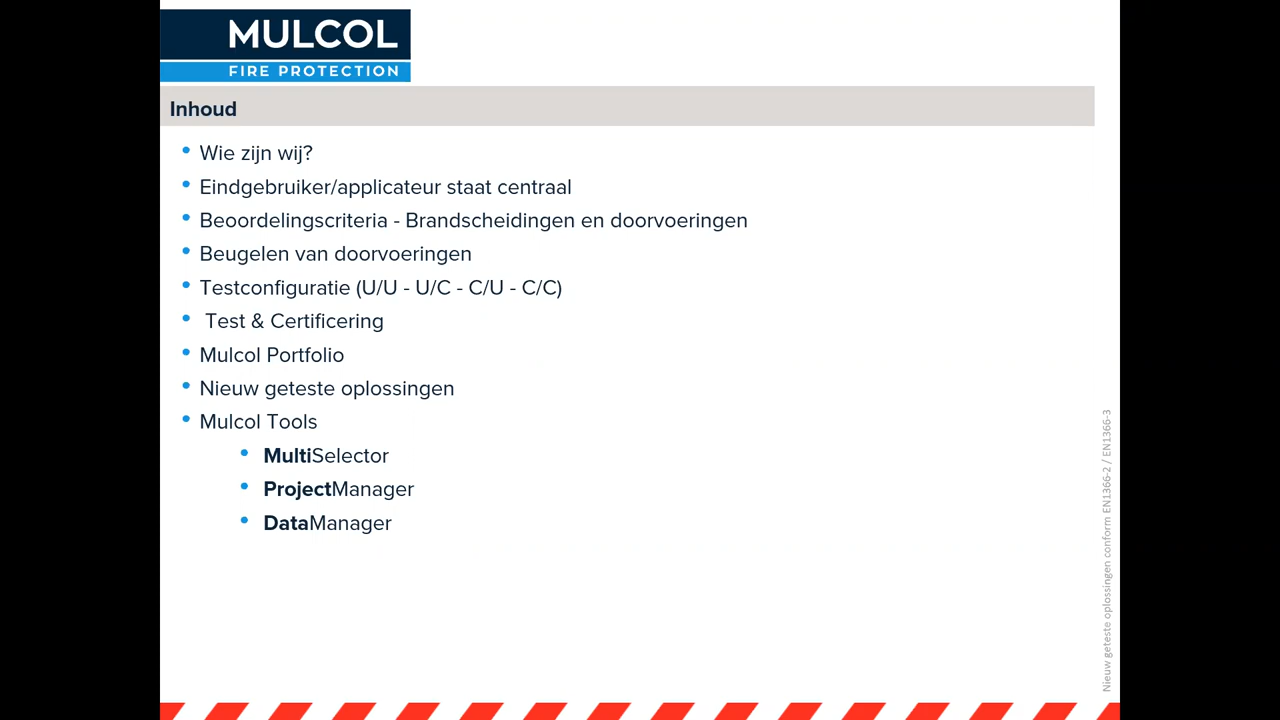 MULCOL
FIRE PROTECTION
Inhoud
Wie zijn wij?
Eindgebruiker/applicateur staat centraal
Beoordelingscriteria - Brandscheidingen en doorvoeringen
Beugelen van doorvoeringen
Testconfiguratie (U/U - U/C - C/U - C/C)
Test & Certificering
Mulcol Portfolio
Nieuw geteste oplossingen
Mulcol Tools
MultiSelector
ProjectManager
DataManager
Nieuw geteste oplossingen conform EN1366-2 / EN1366-3